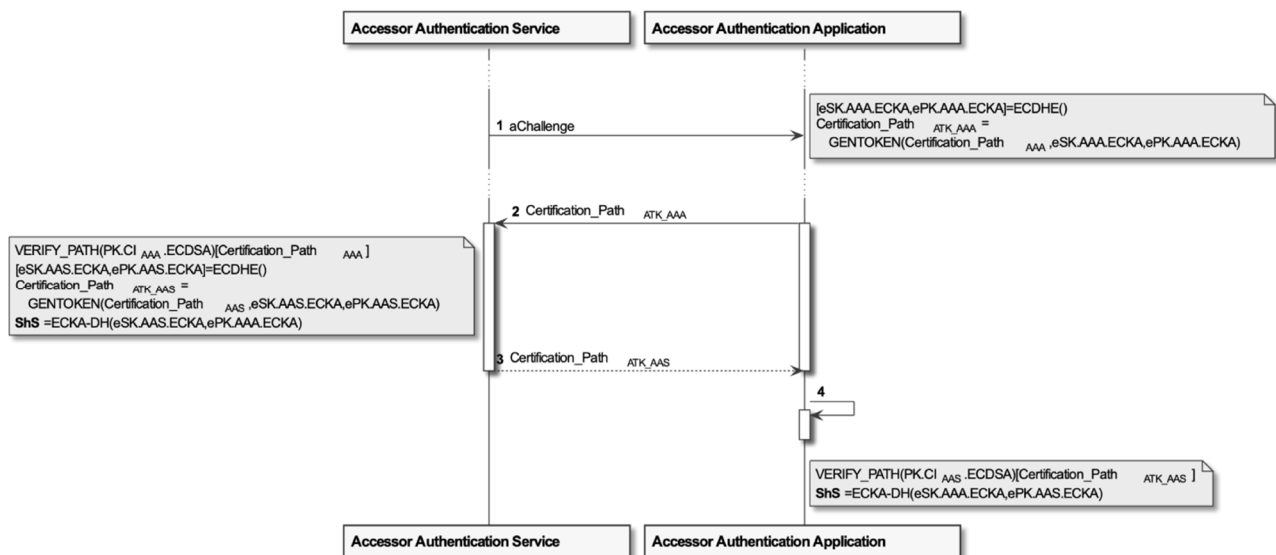 Accessor Authentication Service
Accessor Authentication Application
[eSK.AAA.ECKA,ePK.AAA.ECKA]=ECDHE()
Certification_Path ATK_AAA =
GENTOKEN(Certification_Path AAA ,eSK.AAA.ECKA,ePK.AAA.ECKA)
1 aChallenge
2 Certification_Path ATK_AAA
VERIFY_PATH(PK.CI AAA .ECDSA)[Certification_Path AAA ]
[eSK.AAS.ECKA,ePK.AAS.ECKA]=ECDHE()
Certification_Path ATK_AAS =
GENTOKEN(Certification_Path AAS ,eSK.AAS.ECKA,ePK.AAS.ECKA)
ShS =ECKA-DH(eSK.AAS.ECKA,ePK.AAA.ECKA)
3 Certification_Path ATK_AAS
4
VERIFY_PATH(PK.CI AAS .ECDSA)[Certification_Path ATK_AAS ]
ShS =ECKA-DH(eSK.AAA.ECKA,ePK.AAS.ECKA)
Accessor Authentication Service
Accessor Authentication Application